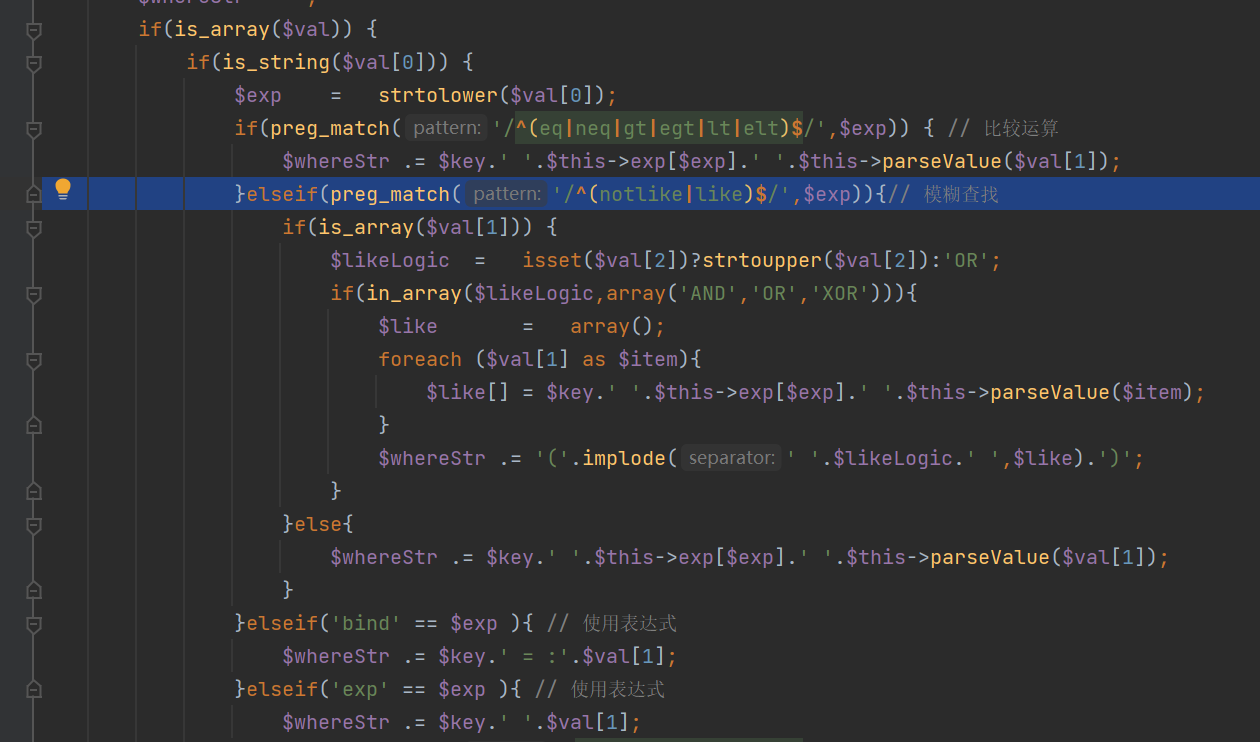 if(is_array($val)) {
if(is_string($val[0])) {
$exp    =   strtolower($val[0]);
if(preg_match( pattern: '/^(eq|neq|gt|egt|lt|elt)$/',$exp)) { // 比较运算
$whereStr .= $key.' '.$this->exp[$exp].' '.$this->parseValue($val[1]);
}elseif(preg_match( pattern: '/^(notlike|like)$/',$exp)){// 模糊查找
if(is_array($val[1])) {
$likeLogic  =   isset($val[2])?strtoupper($val[2]):'OR';
if(in_array($likeLogic,array('AND','OR','XOR'))){
$like       =   array();
foreach ($val[1] as $item){
$like[] = $key.' '.$this->exp[$exp].' '.$this->parseValue($item);
}
$whereStr .= '('.implode( separator: ' '.$likeLogic.' ',$like).')';
}
}else{
$whereStr .= $key.' '.$this->exp[$exp].' '.$this->parseValue($val[1]);
}
}elseif('bind' == $exp ){ // 使用表达式
$whereStr .= $key.' = :'.$val[1];
}elseif('exp' == $exp ){ // 使用表达式
$whereStr .= $key.' '.$val[1];